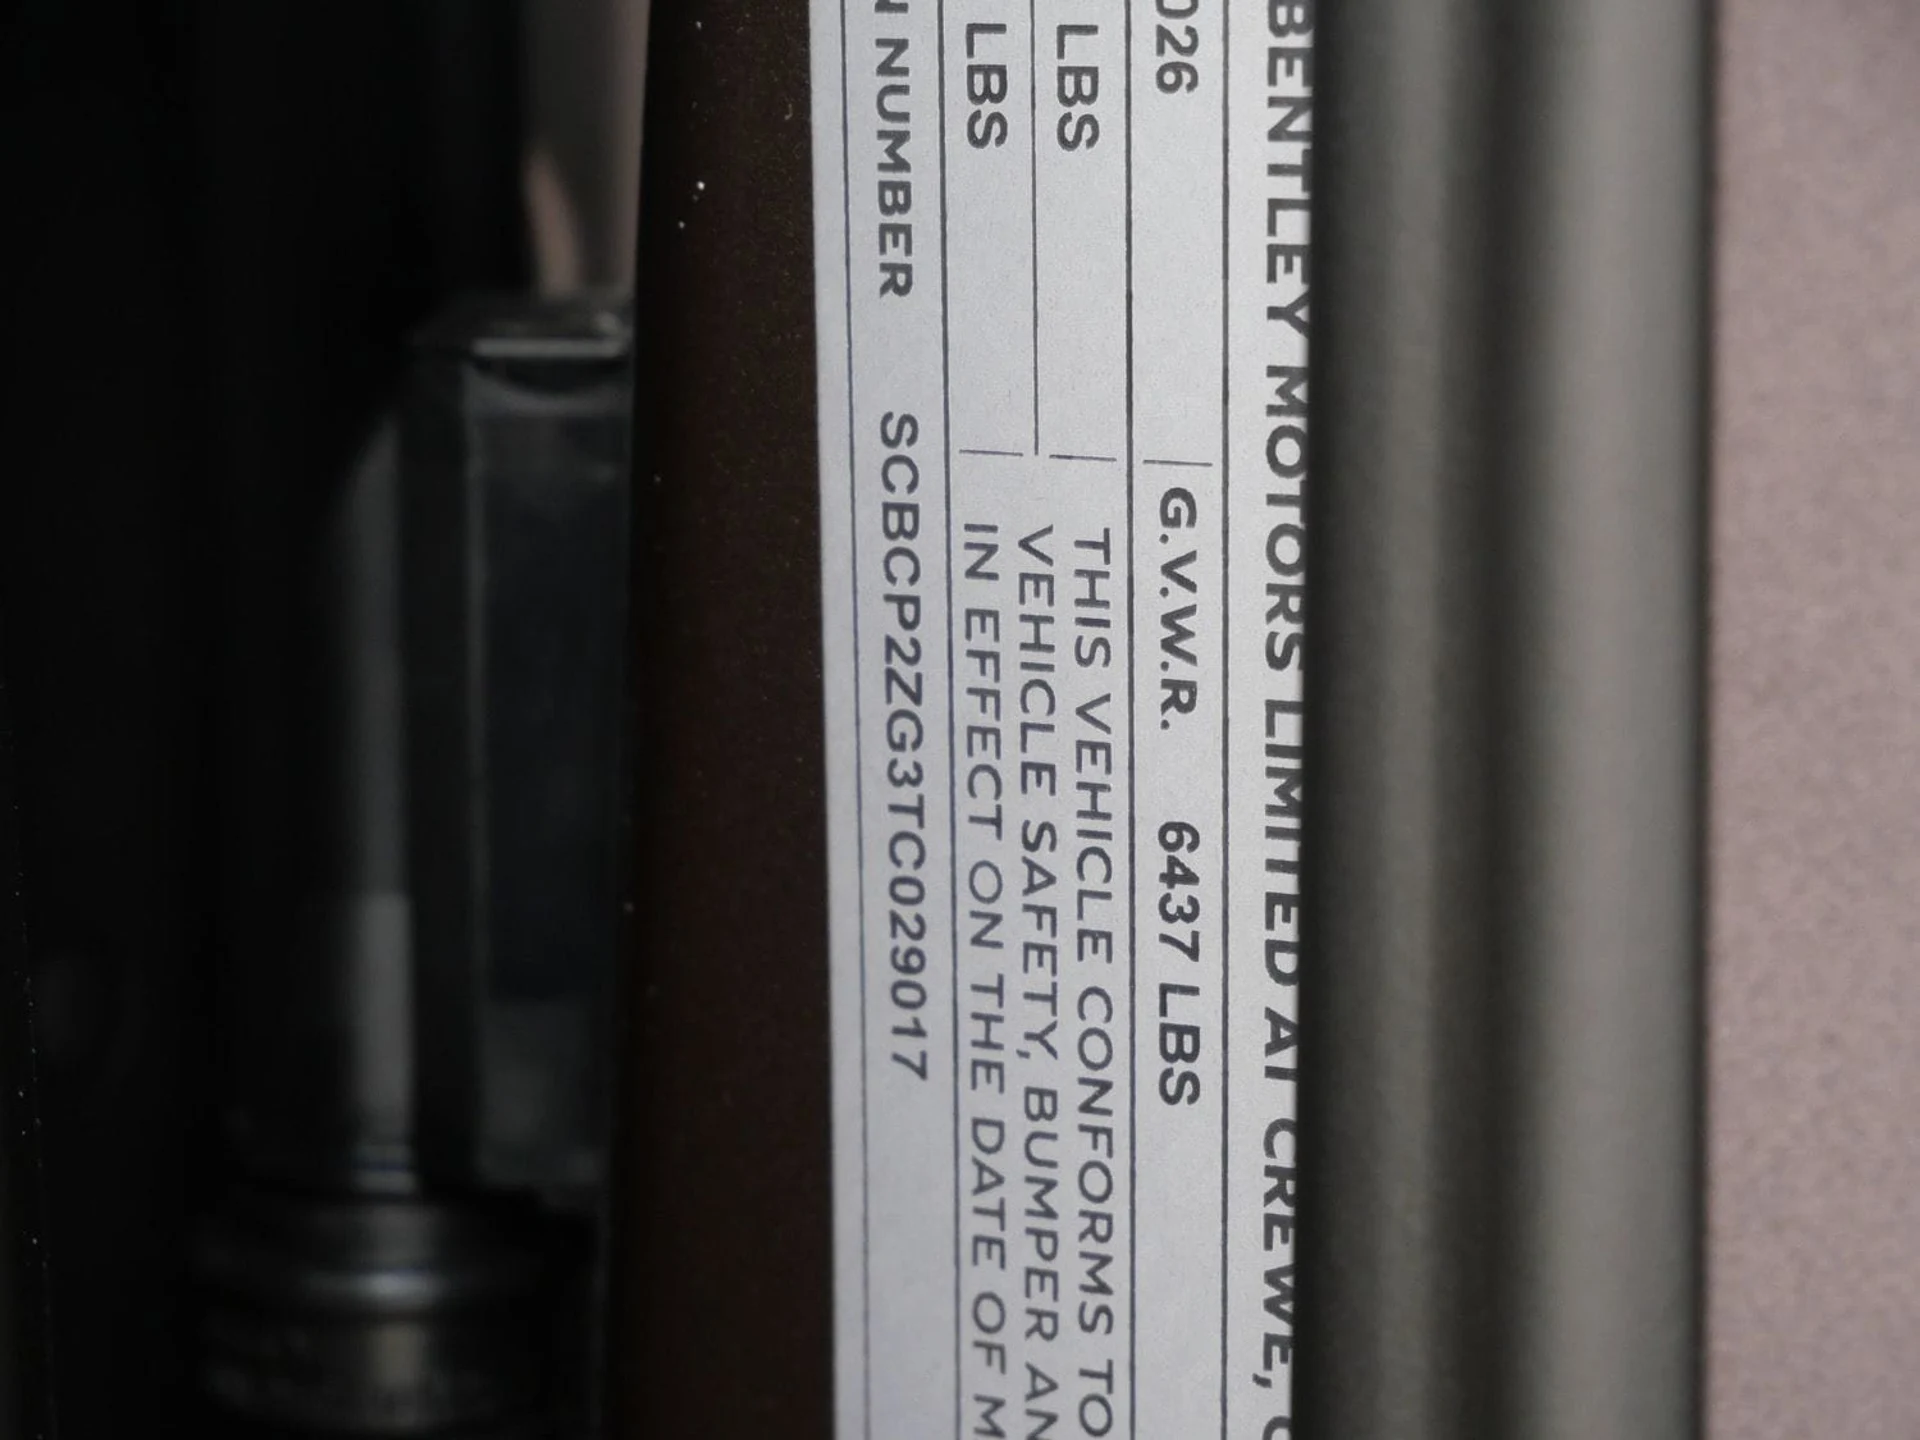 BENTLEY MOTORS LIMITED AT CREWE,
026 G.V.W.R. 6437 LBS
LBS THIS VEHICLE CONFORMS TO
VEHICLE SAFETY, BUMPER AN
LBS IN EFFECT ON THE DATE OF M
N NUMBER SCBCP2ZG3TC029017